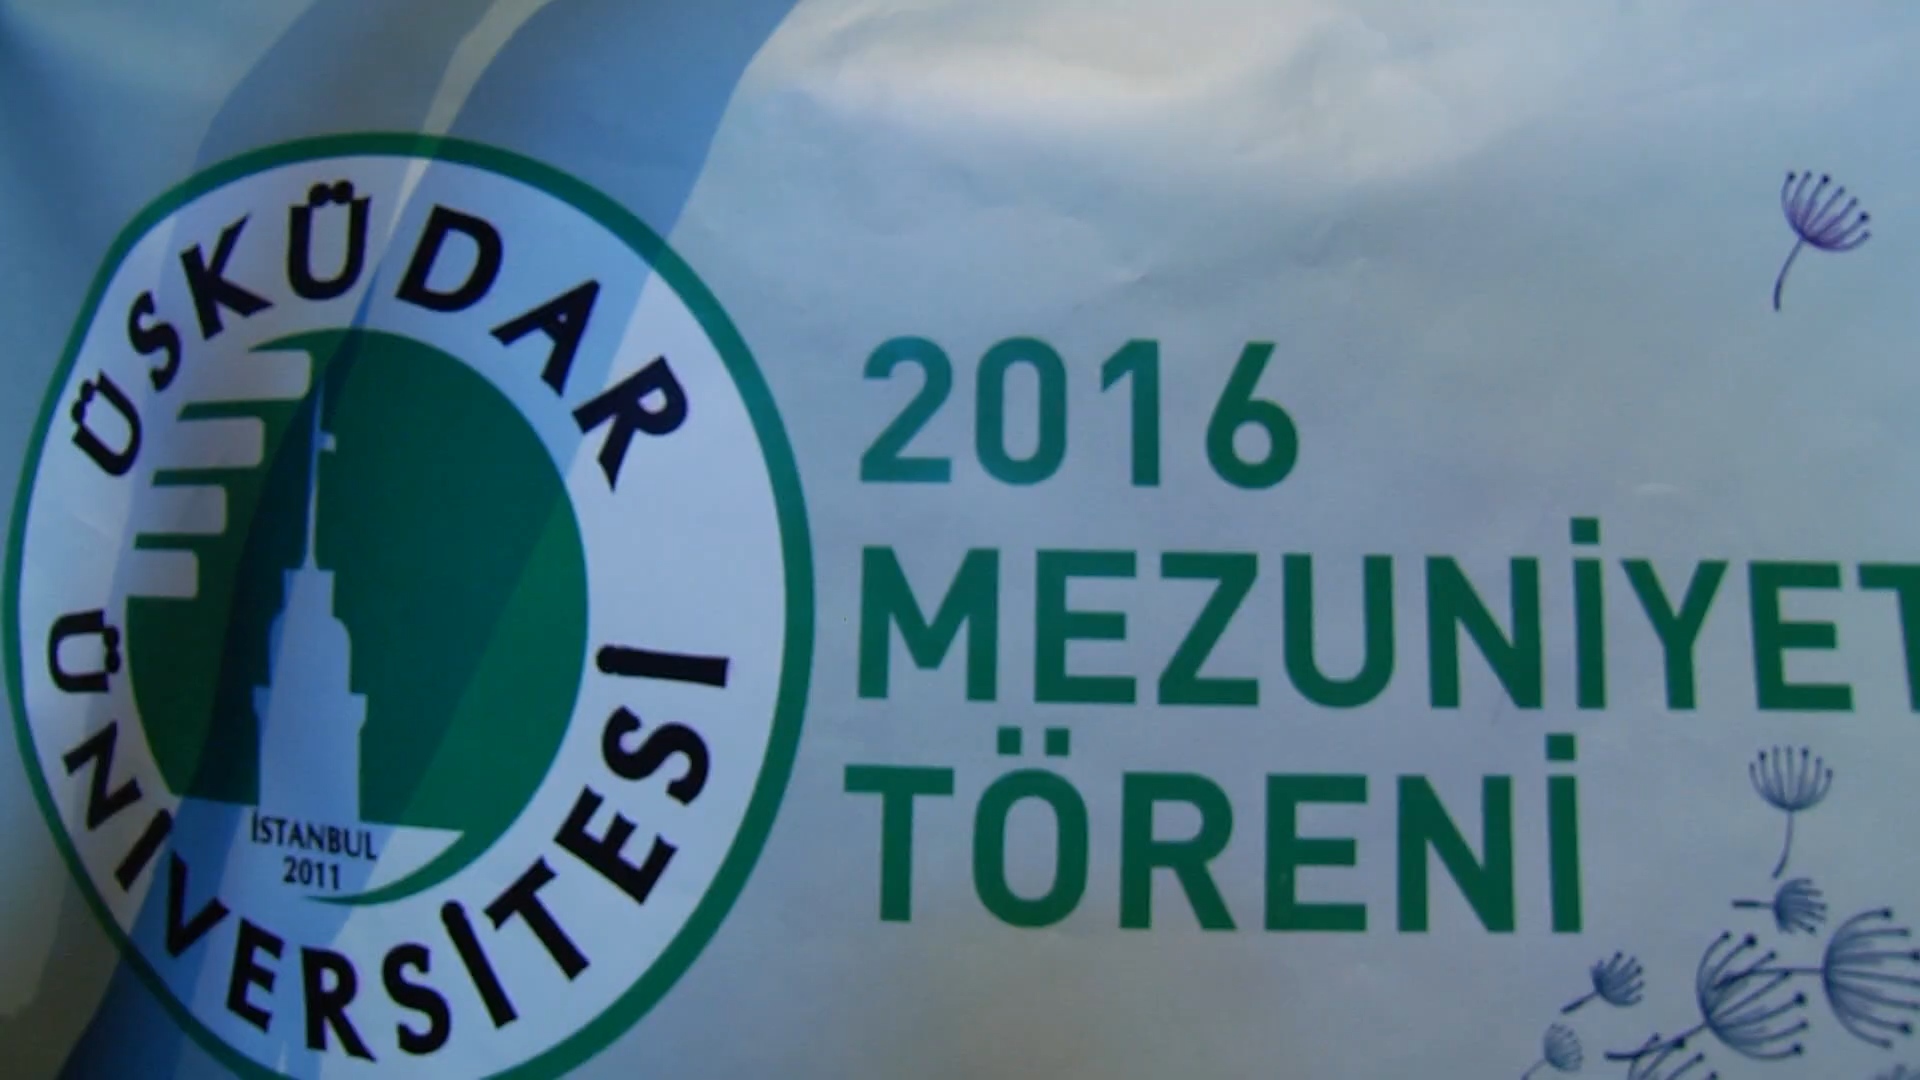 ÜSKÜDAR
ÜNİVERSİTESİ
İSTANBUL
2011
2016
MEZUNİYET
TÖRENİ